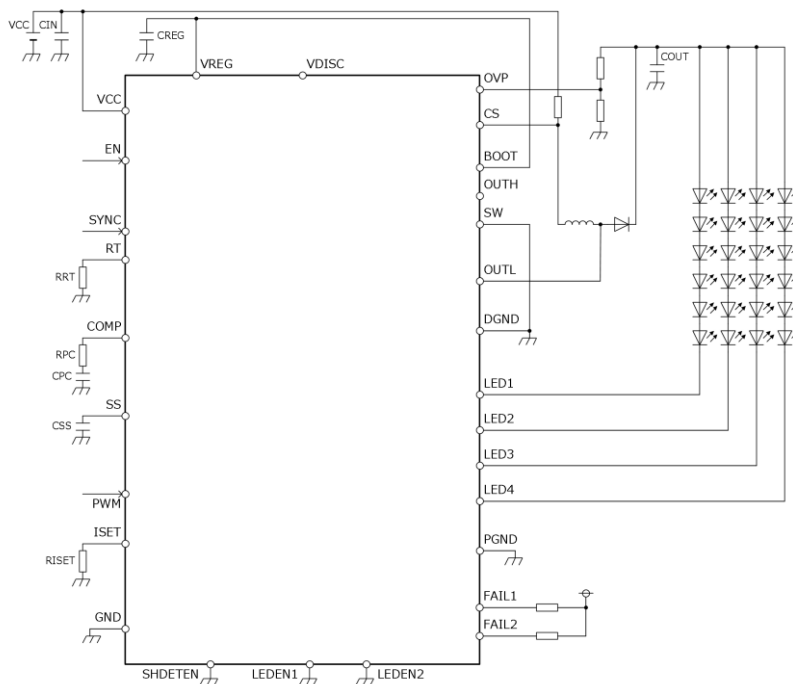 VCC
CIN
CREG
VREG
VDISC
COUT
VCC
EN
SYNC
RT
RRT
COMP
RPC
CPC
SS
CSS
PWM
ISET
RISET
GND
SHDETEN
LEDEN1
LEDEN2
OVP
CS
BOOT
OUTH
SW
OUTL
DGND
LED1
LED2
LED3
LED4
PGND
FAIL1
FAIL2